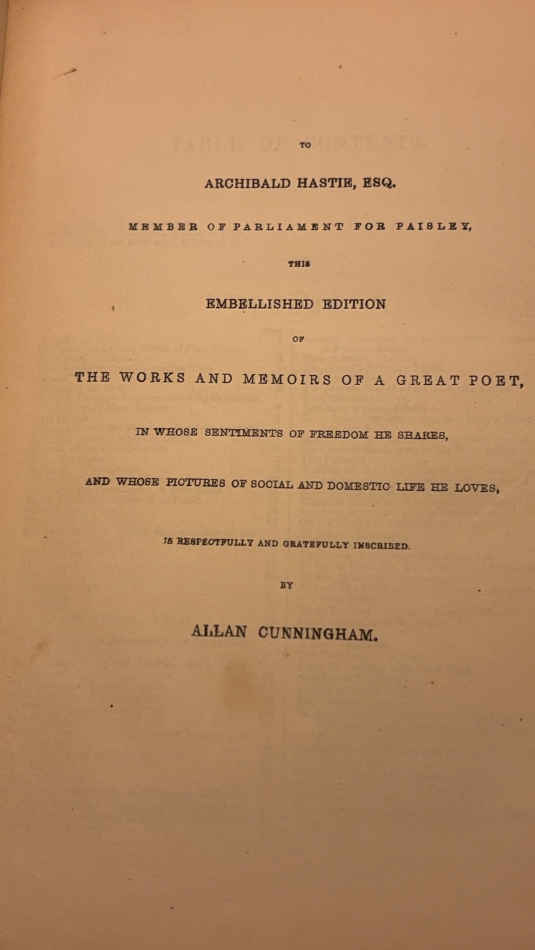 TO
ARCHIBALD HASTIE, ESQ.
MEMBER OF PARLIAMENT FOR PAISLEY,
THIS
EMBELLISHED EDITION
OF
THE WORKS AND MEMOIRS OF A GREAT POET,
IN WHOSE SENTIMENTS OF FREEDOM HE SHARES,
AND WHOSE PICTURES OF SOCIAL AND DOMESTIC LIFE HE LOVES,
IS RESPECTFULLY AND GRATEFULLY INSCRIBED.
BY
ALLAN CUNNINGHAM.